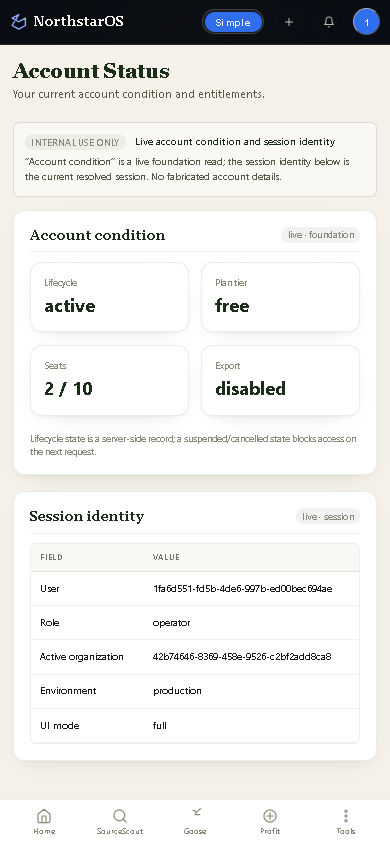 NorthstarOS
Simple
1
Account Status
Your current account condition and entitlements.
INTERNAL USE ONLY Live account condition and session identity
"Account condition" is a live foundation read; the session identity below is
the current resolved session. No fabricated account details.
Account condition
live · foundation
Lifecycle
active
Plan tier
free
Seats
2 / 10
Export
disabled
Lifecycle state is a server-side record; a suspended/cancelled state blocks access on
the next request.
Session identity
live · session
FIELD VALUE
User 1fa6d551-fd5b-4de6-997b-ed00bec694ae
Role operator
Active organization 42b74646-8369-458e-9526-c2bf2add8ca8
Environment production
UI mode full
Home
SourceScout
Goose
Profit
Tools